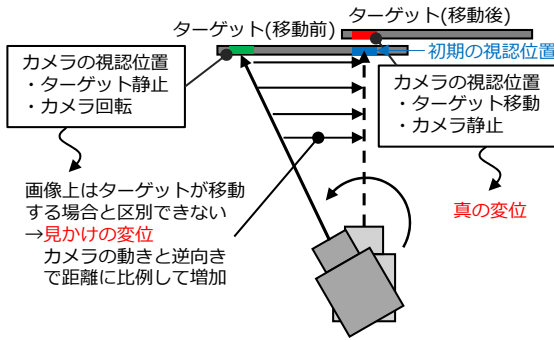 ターゲット(移動後)
ターゲット(移動前)
初期の視認位置
カメラの視認位置
・ターゲット静止
・カメラ回転
カメラの視認位置
・ターゲット移動
・カメラ静止
画像上はターゲットが移動
する場合と区別できない
→見かけの変位
カメラの動きと逆向き
で距離に比例して増加
真の変位